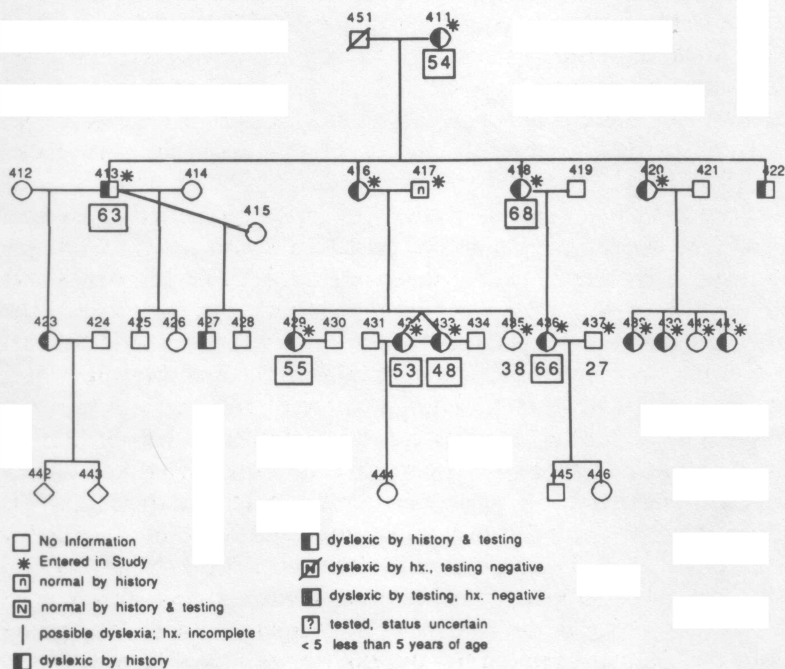 451 411 *
54
412 413 * 414 416 * 417 * 418 * 419 420 * 421 422
n
63 68
415
423 424 425 426 427 428 429 * 430 431 * 433 * 434 435 * 436 * 437 * * * 440 * 441 *
55 53 48 38 66 27
442 443 444 445 446
No Information
* Entered in Study
n normal by history
N normal by history & testing
| possible dyslexia; hx. incomplete
dyslexic by history
dyslexic by history & testing
N dyslexic by hx., testing negative
dyslexic by testing, hx. negative
? tested, status uncertain
< 5 less than 5 years of age